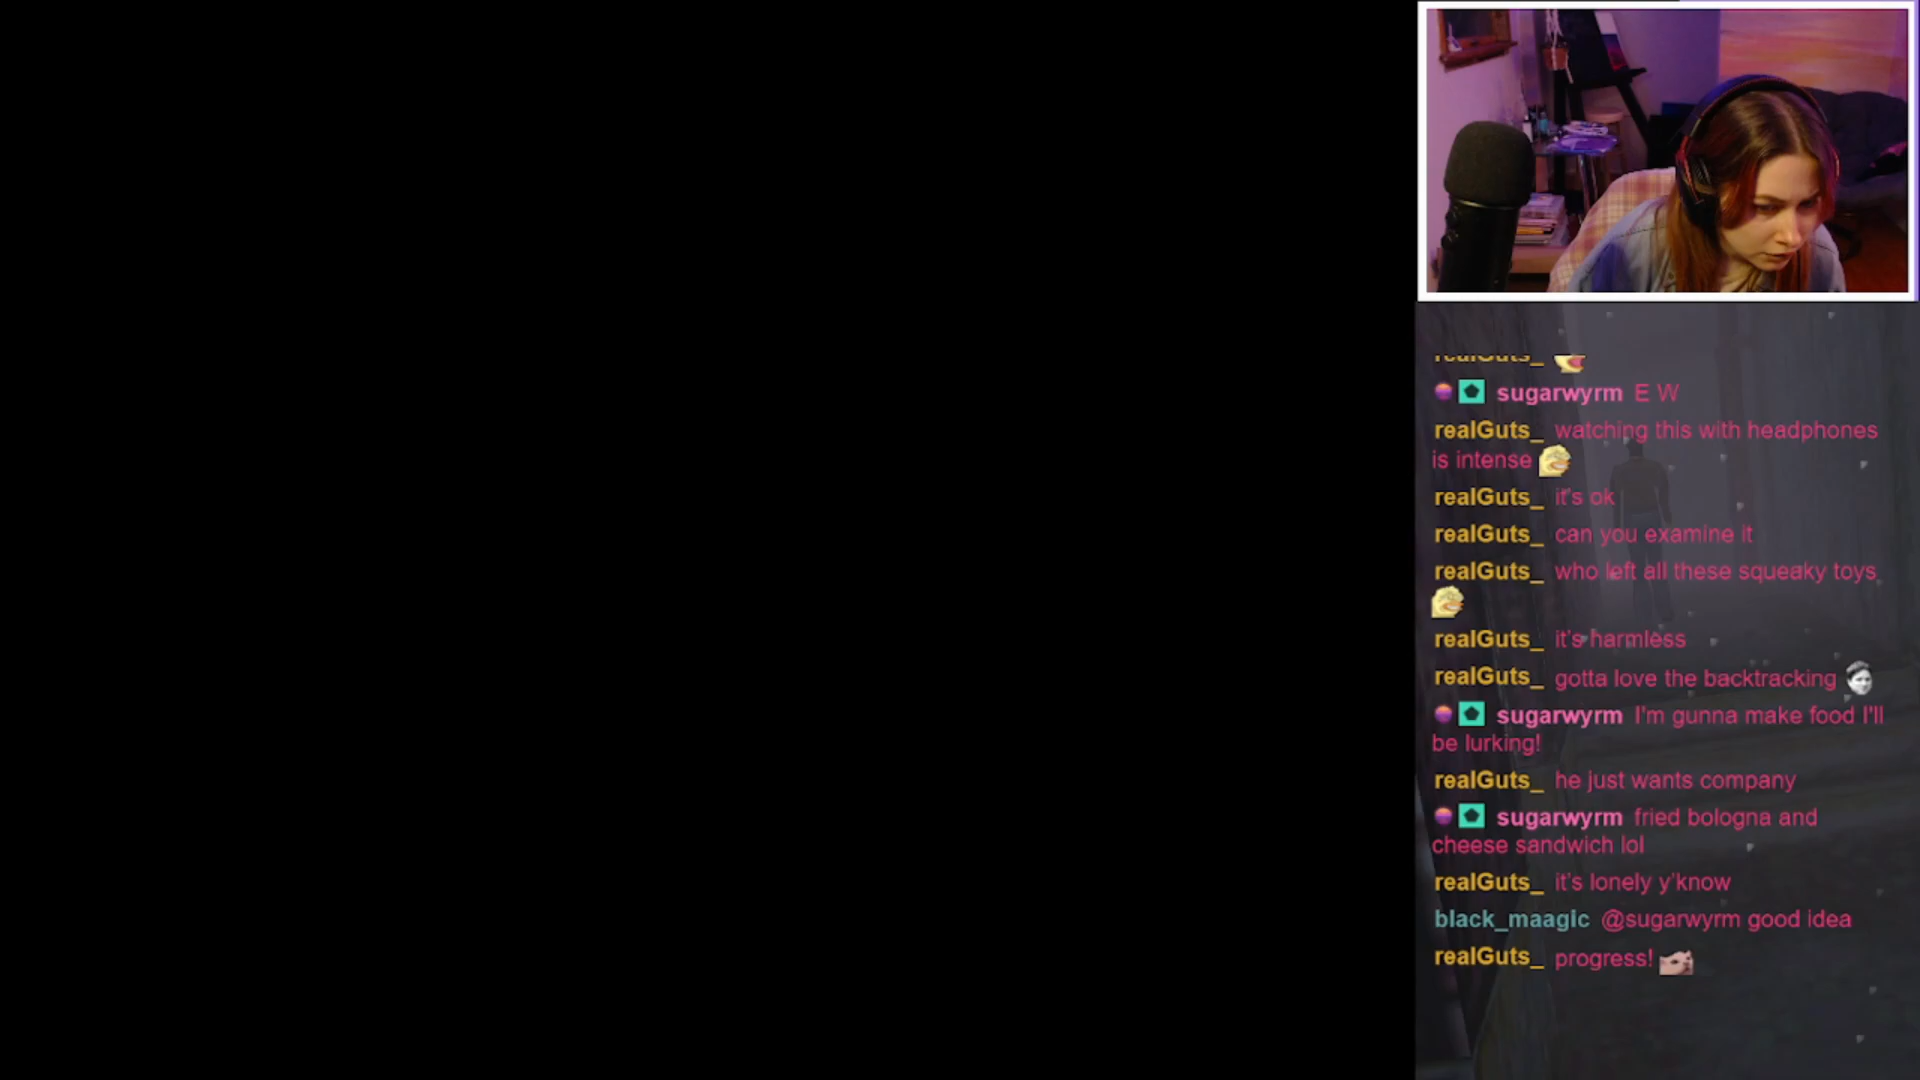 realGuts_
sugarwyrm E W
realGuts_ watching this with headphones
is intense
realGuts_ it's ok
realGuts_ can you examine it
realGuts_ who left all these squeaky toys
realGuts_ it's harmless
realGuts_ gotta love the backtracking
sugarwyrm I'm gunna make food I'll
be lurking!
realGuts_ he just wants company
sugarwyrm fried bologna and
cheese sandwich lol
realGuts_ it's lonely y'know
black_maagic @sugarwyrm good idea
realGuts_ progress!